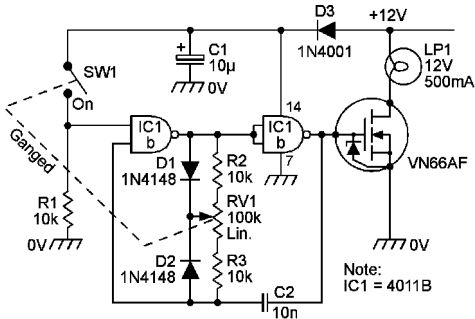 D3
1N4001
+12V
LP1
12V
500mA
SW1
On
C1
10µ
+
0V
14
IC1
b
IC1
b
7
VN66AF
Ganged
D1
1N4148
R2
10k
RV1
100k
Lin.
R1
10k
0V
D2
1N4148
R3
10k
C2
10n
0V
Note:
IC1 = 4011B